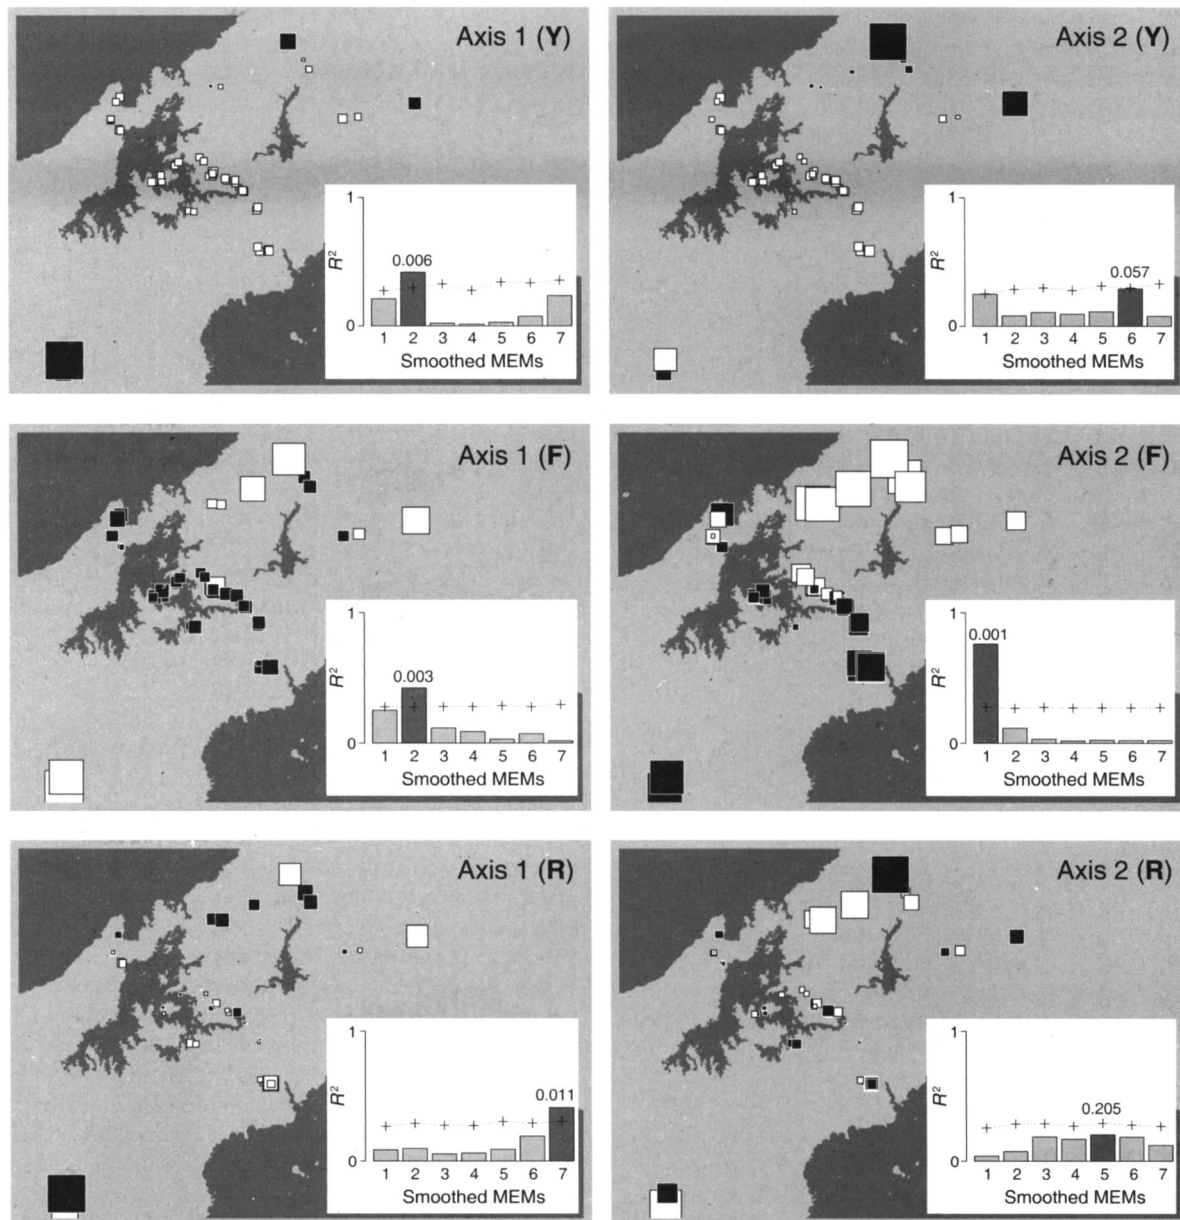 Axis 1 (Y)
1
0.006
R²
0
1 2 3 4 5 6 7
Smoothed MEMs
Axis 2 (Y)
1
0.057
R²
0
1 2 3 4 5 6 7
Smoothed MEMs
Axis 1 (F)
1
0.003
R²
0
1 2 3 4 5 6 7
Smoothed MEMs
Axis 2 (F)
1
0.001
R²
0
1 2 3 4 5 6 7
Smoothed MEMs
Axis 1 (R)
1
0.011
R²
0
1 2 3 4 5 6 7
Smoothed MEMs
Axis 2 (R)
1
0.205
R²
0
1 2 3 4 5 6 7
Smoothed MEMs